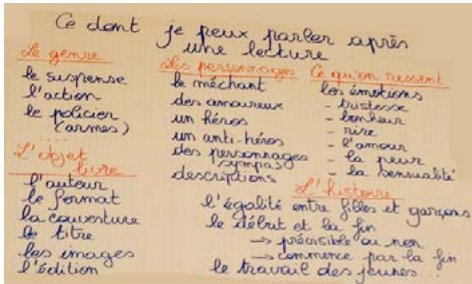 Ce dont je peux parler après
une lecture
Le genre
le suspense
l'action
le policier
(armes)
...
L'objet
livre
l'auteur
le format
la couverture
le titre
les images
l'édition
Les personnages
le méchant
des amoureux
un héros
un anti-héros
des personnages
sympas
descriptions
Ce qu'on ressent
les émotions
- tristesse
- bonheur
- rire
- l'amour
- la peur
- la sensualité
L'histoire
l'égalité entre filles et garçons
le début et la fin
→ prévisible ou non
→ commence par la fin
le travail des jeunes...